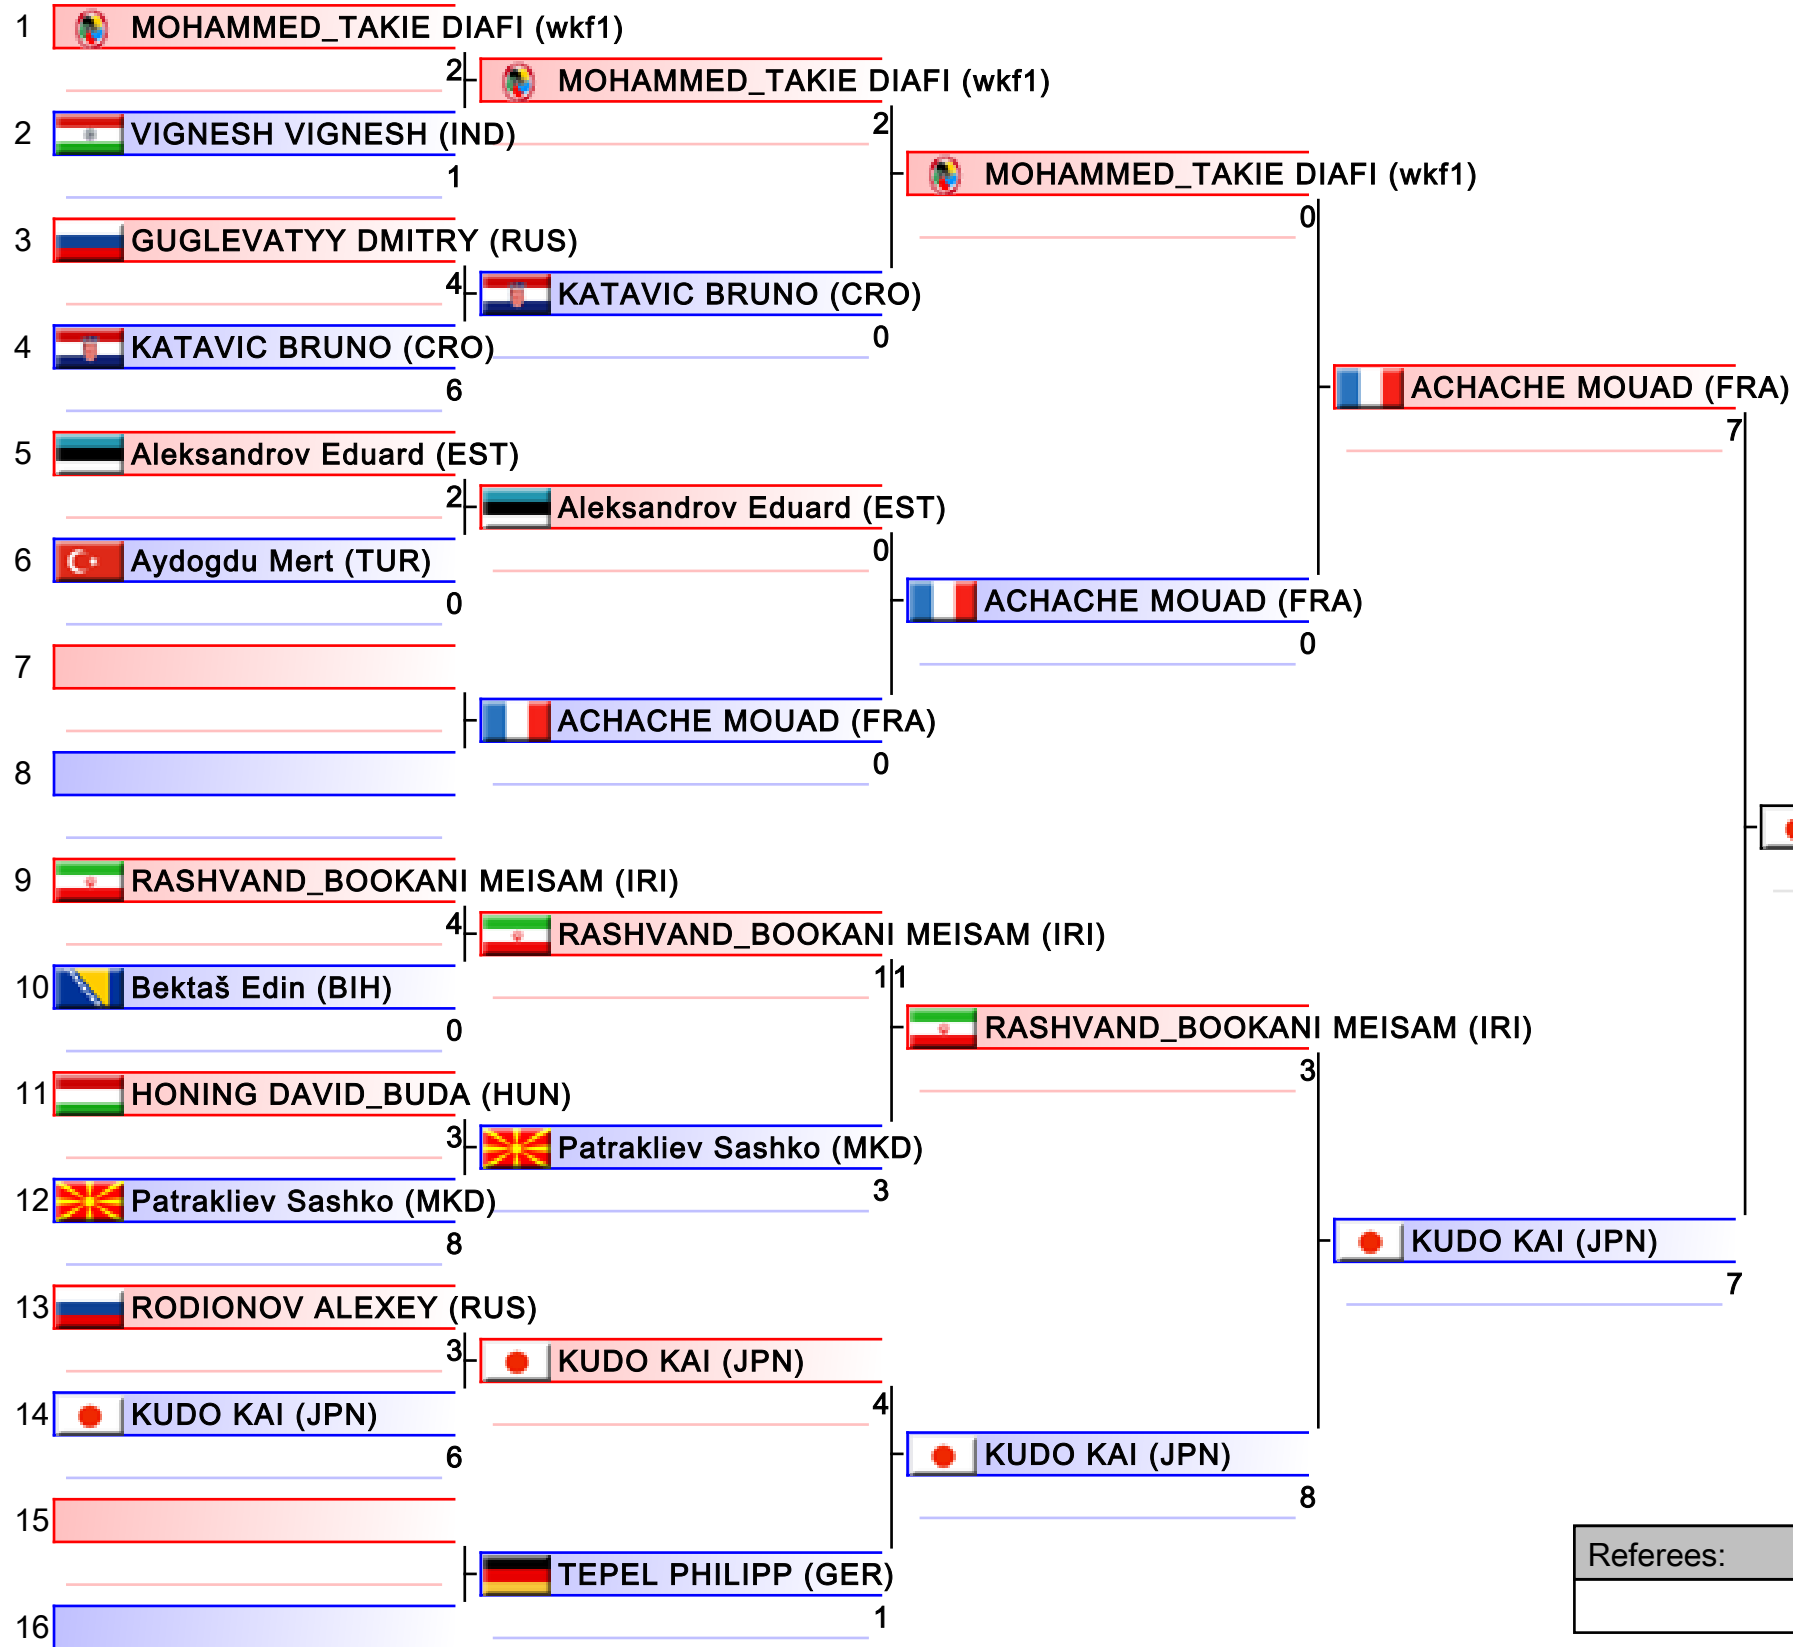 1 MOHAMMED_TAKIE DIAFI (wkf1)
2
MOHAMMED_TAKIE DIAFI (wkf1)
2 VIGNESH VIGNESH (IND)
2
1
MOHAMMED_TAKIE DIAFI (wkf1)
0
3 GUGLEVATYY DMITRY (RUS)
4
KATAVIC BRUNO (CRO)
0
4 KATAVIC BRUNO (CRO)
6
ACHACHE MOUAD (FRA)
7
5 Aleksandrov Eduard (EST)
2
Aleksandrov Eduard (EST)
0
6 Aydogdu Mert (TUR)
0
ACHACHE MOUAD (FRA)
0
7
ACHACHE MOUAD (FRA)
0
8
9 RASHVAND_BOOKANI MEISAM (IRI)
4
RASHVAND_BOOKANI MEISAM (IRI)
11
10 Bektaš Edin (BIH)
0
RASHVAND_BOOKANI MEISAM (IRI)
3
11 HONING DAVID_BUDA (HUN)
3
Patrakliev Sashko (MKD)
3
12 Patrakliev Sashko (MKD)
8
KUDO KAI (JPN)
7
13 RODIONOV ALEXEY (RUS)
3
KUDO KAI (JPN)
4
14 KUDO KAI (JPN)
6
KUDO KAI (JPN)
8
15
TEPEL PHILIPP (GER)
1
16
Referees: